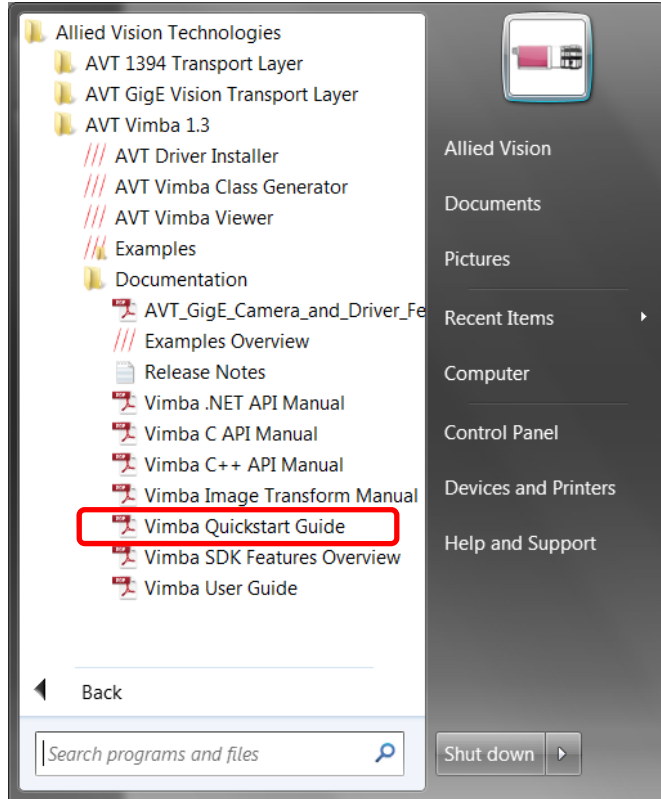 Allied Vision Technologies
AVT 1394 Transport Layer
AVT GigE Vision Transport Layer
AVT Vimba 1.3
AVT Driver Installer
AVT Vimba Class Generator
AVT Vimba Viewer
Examples
Documentation
AVT_GigE_Camera_and_Driver_Fe
Examples Overview
Release Notes
Vimba .NET API Manual
Vimba C API Manual
Vimba C++ API Manual
Vimba Image Transform Manual
Vimba Quickstart Guide
Vimba SDK Features Overview
Vimba User Guide
Back
Search programs and files
Allied Vision
Documents
Pictures
Recent Items
Computer
Control Panel
Devices and Printers
Help and Support
Shut down